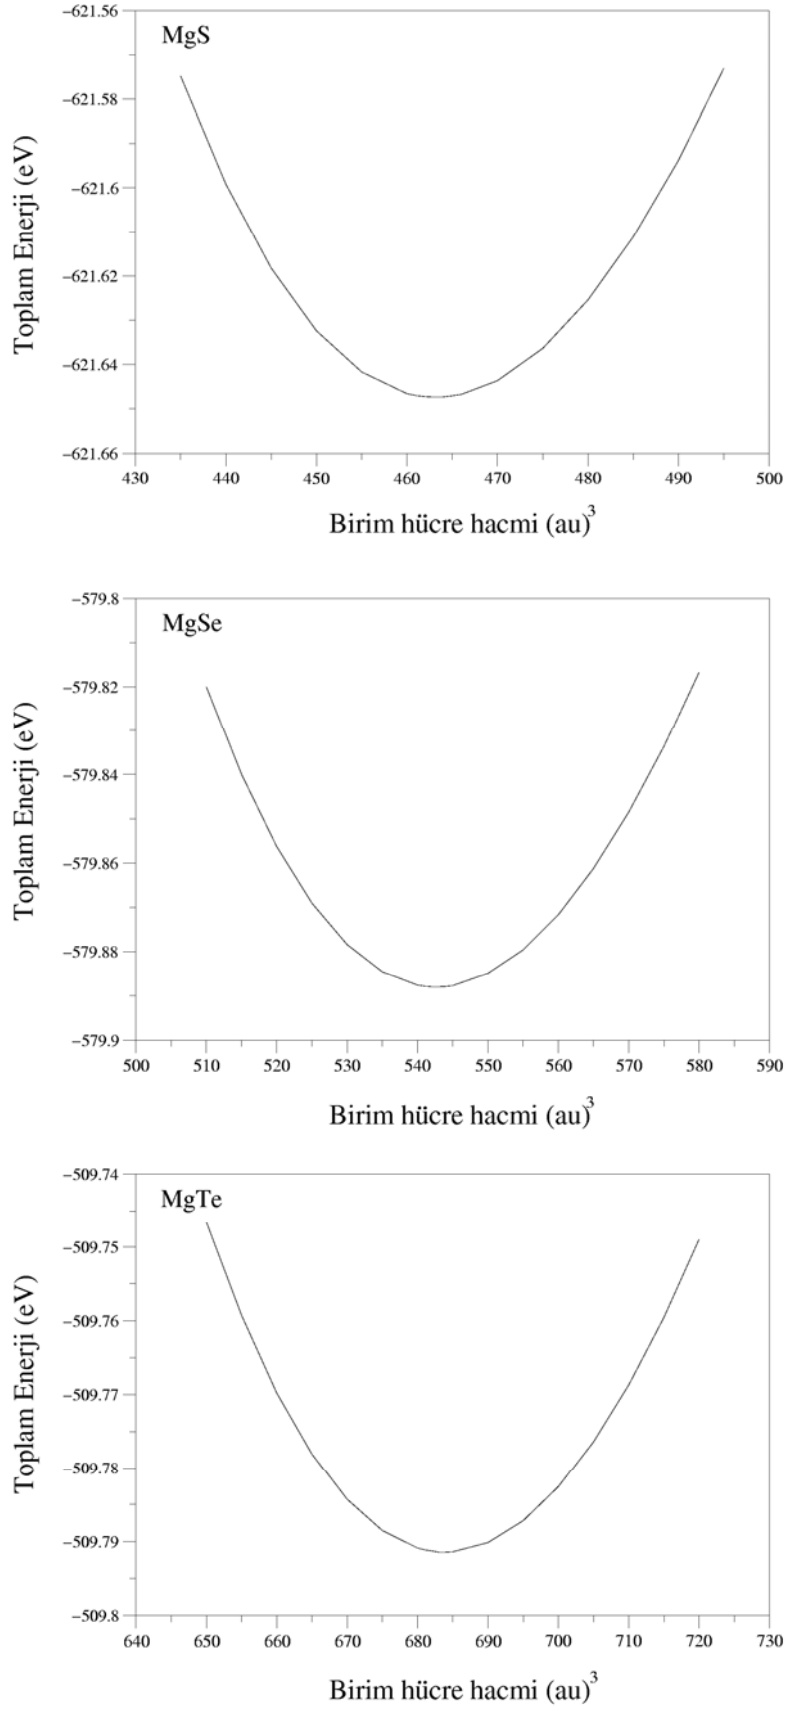 −621.56
MgS
−621.58
−621.6
−621.62
−621.64
−621.66
Toplam Enerji (eV)
430 440 450 460 470 480 490 500
Birim hücre hacmi (au)³
−579.8
MgSe
−579.82
−579.84
−579.86
−579.88
−579.9
Toplam Enerji (eV)
500 510 520 530 540 550 560 570 580 590
Birim hücre hacmi (au)³
−509.74
MgTe
−509.75
−509.76
−509.77
−509.78
−509.79
−509.8
Toplam Enerji (eV)
640 650 660 670 680 690 700 710 720 730
Birim hücre hacmi (au)³